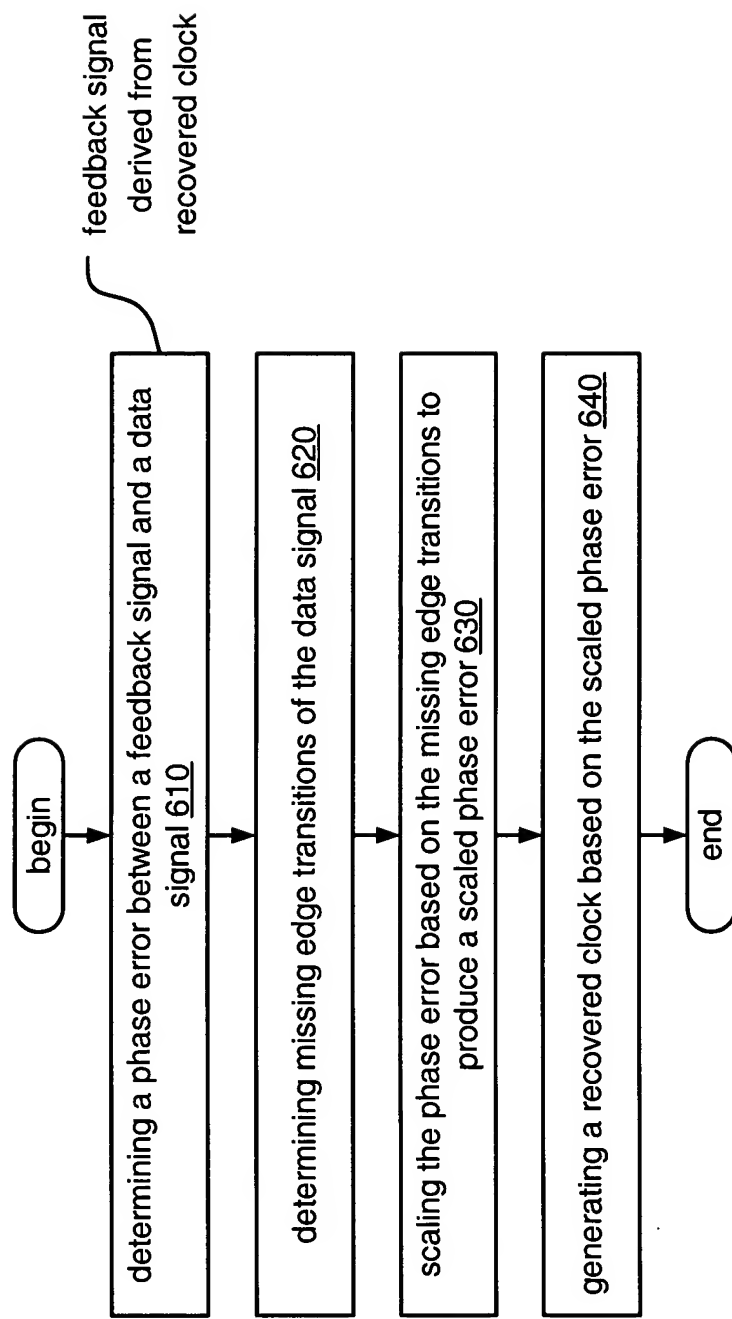 begin
determining a phase error between a feedback signal and a data
signal 610
feedback signal
derived from
recovered clock
determining missing edge transitions of the data signal 620
scaling the phase error based on the missing edge transitions to
produce a scaled phase error 630
generating a recovered clock based on the scaled phase error 640
end